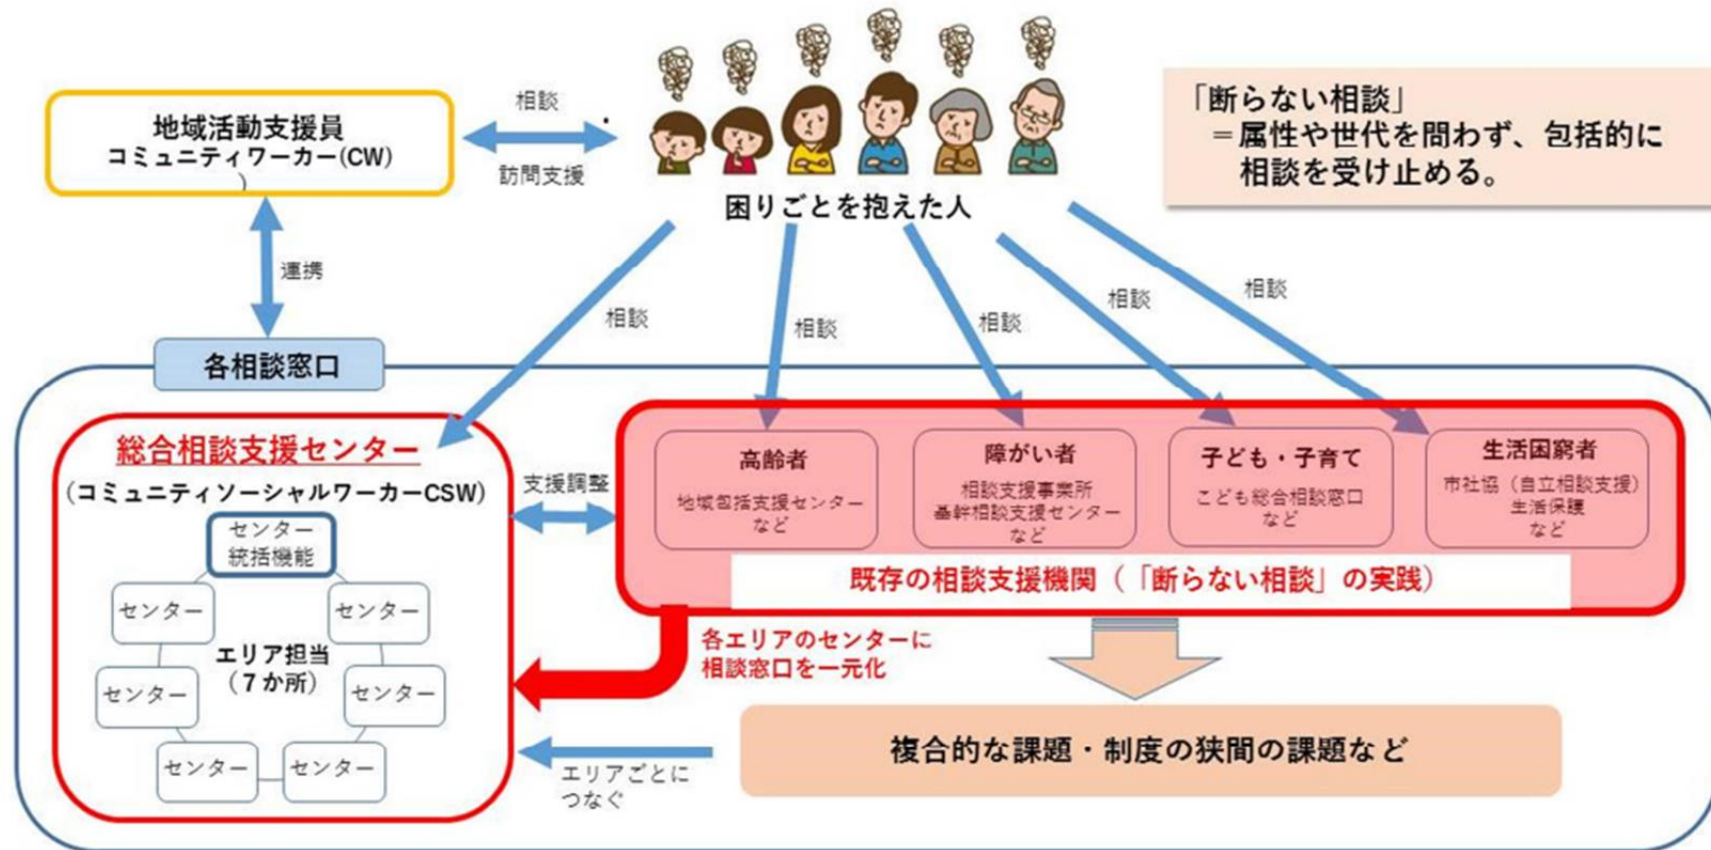 地域活動支援員
コミュニティワーカー(CW)
)
相談
訪問支援
困りごとを抱えた人
「断らない相談」
＝属性や世代を問わず、包括的に
相談を受け止める。
連携
相談
相談
相談
相談
相談
各相談窓口
総合相談支援センター
（コミュニティソーシャルワーカーCSW）
センター
統括機能
センター
センター
エリア担当
（７か所）
センター
センター
センター
センター
支援調整
高齢者
地域包括支援センター
など
障がい者
相談支援事業所
基幹相談支援センター
など
子ども・子育て
こども総合相談窓口
など
生活困窮者
市社協（自立相談支援）
生活保護
など
既存の相談支援機関（「断らない相談」の実践）
各エリアのセンターに
相談窓口を一元化
複合的な課題・制度の狭間の課題など
エリアごとに
つなぐ